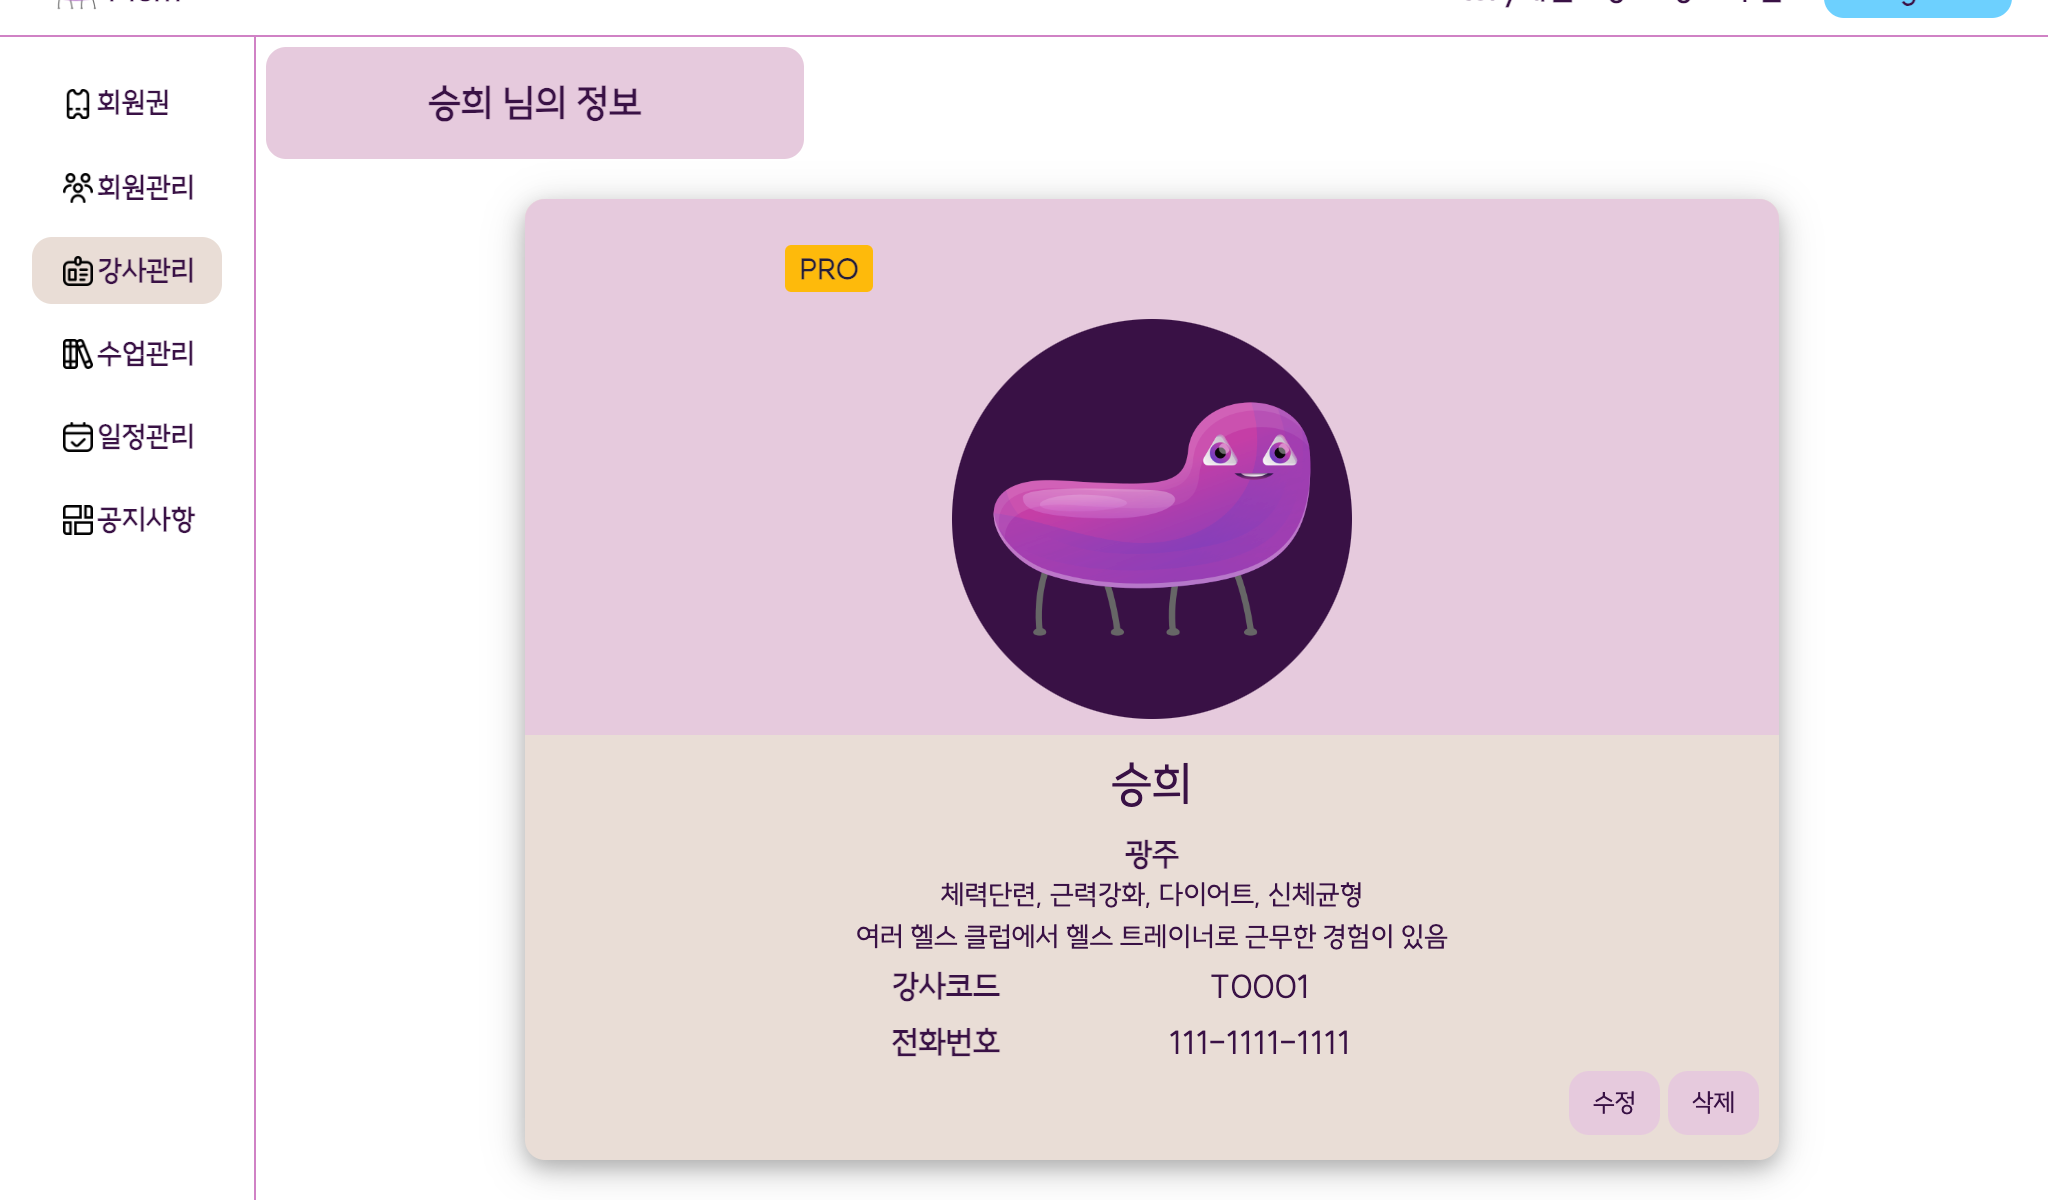 회원권
회원관리
강사관리
수업관리
일정관리
공지사항
승희 님의 정보
PRO
승희
광주
체력단련, 근력강화, 다이어트, 신체균형
여러 헬스 클럽에서 헬스 트레이너로 근무한 경험이 있음
강사코드 T0001
전화번호 111-1111-1111
수정 삭제